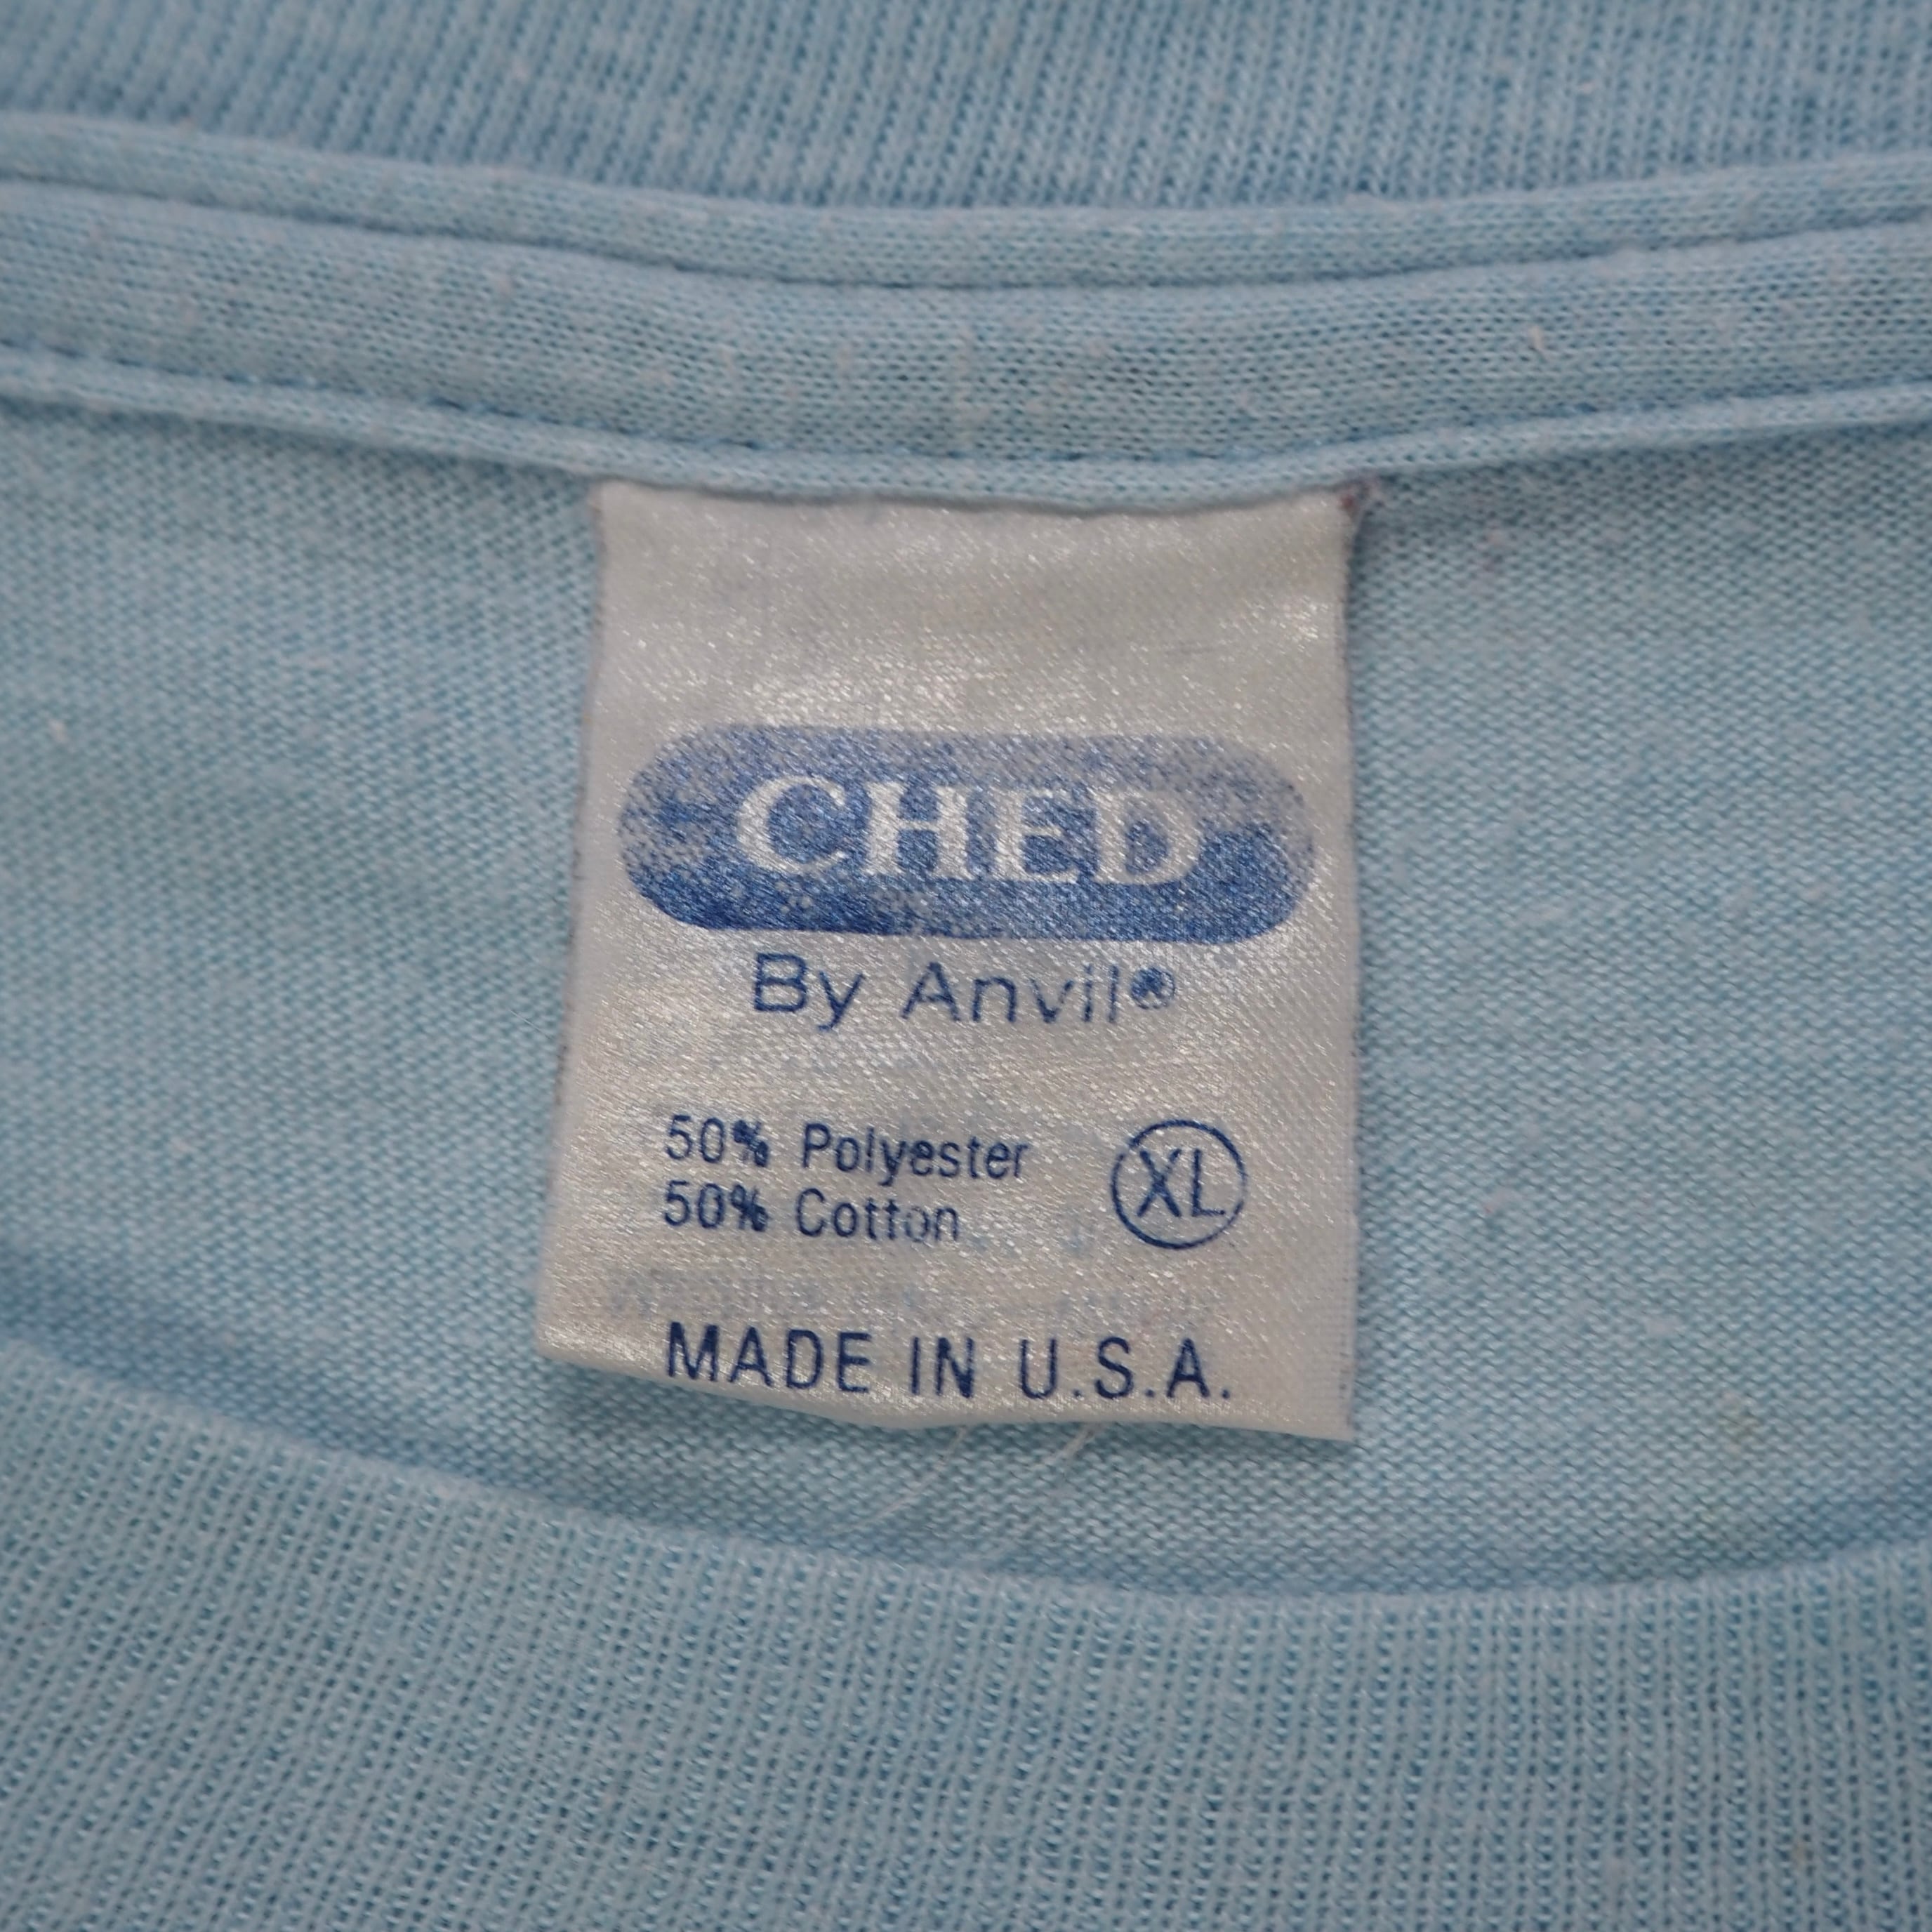 CHED
By Anvil®
50% Polyester
50% Cotton
XL
MADE IN U.S.A.